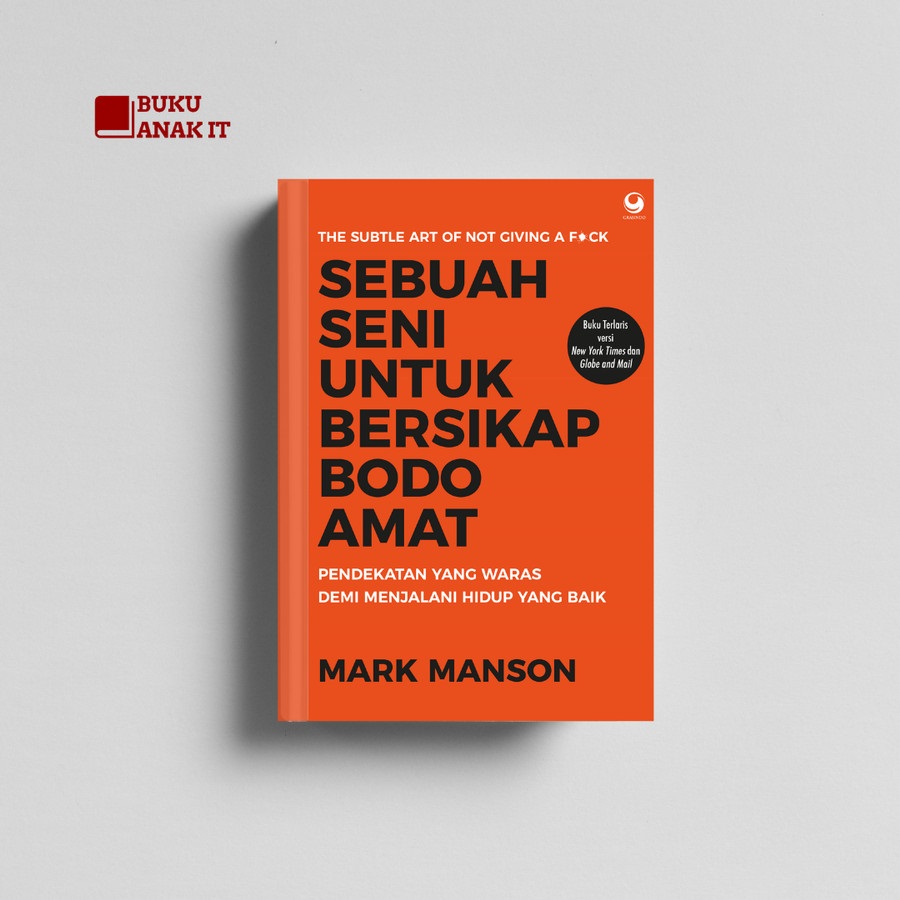 BUKU
ANAK IT
GRASINDO
THE SUBTLE ART OF NOT GIVING A F*CK
SEBUAH
SENI
UNTUK
BERSIKAP
BODO
AMAT
Buku Terlaris
versi
New York Times dan
Globe and Mail
PENDEKATAN YANG WARAS
DEMI MENJALANI HIDUP YANG BAIK
MARK MANSON